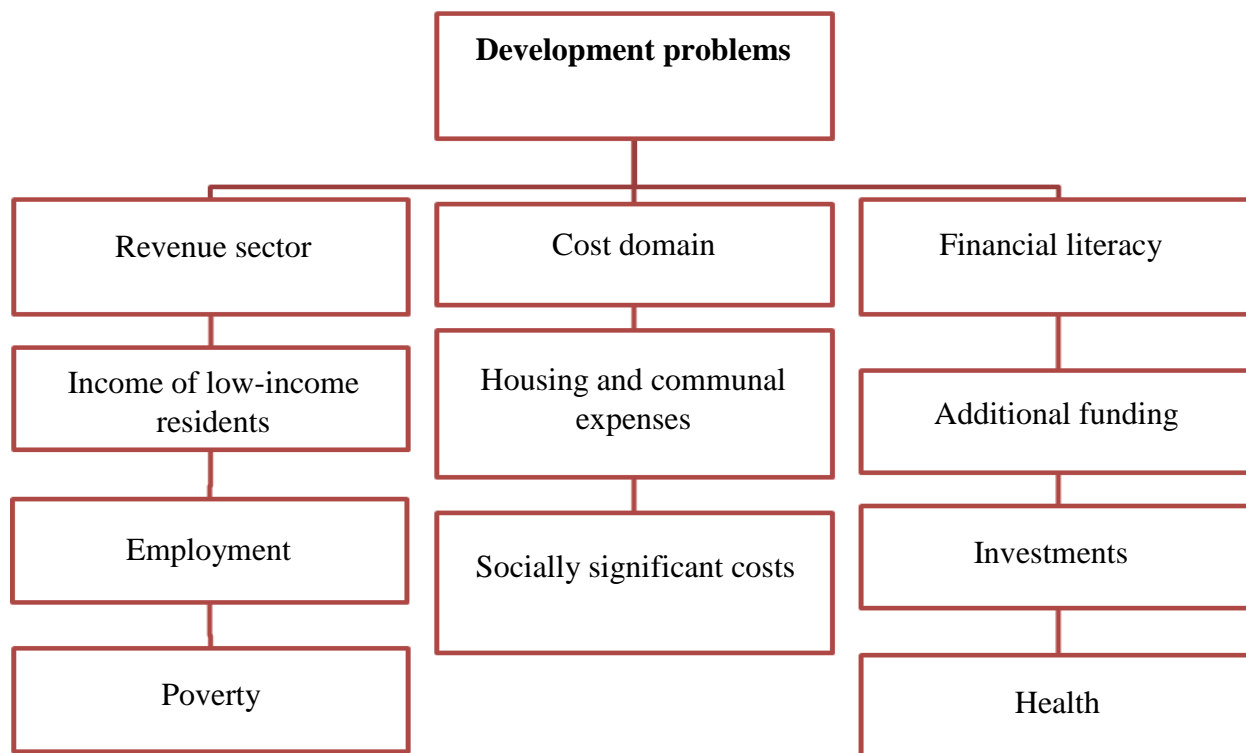 Development problems
Revenue sector
Cost domain
Financial literacy
Income of low-income
residents
Housing and communal
expenses
Additional funding
Employment
Socially significant costs
Investments
Poverty
Health